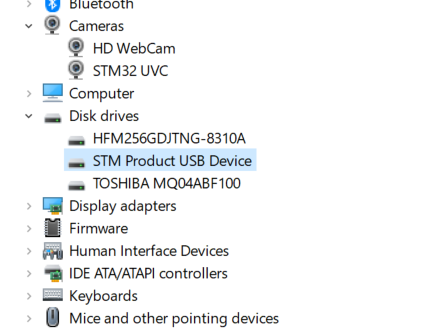 Bluetooth
Cameras
HD WebCam
STM32 UVC
Computer
Disk drives
HFM256GDJTNG-8310A
STM Product USB Device
TOSHIBA MQ04ABF100
Display adapters
Firmware
Human Interface Devices
IDE ATA/ATAPI controllers
Keyboards
Mice and other pointing devices